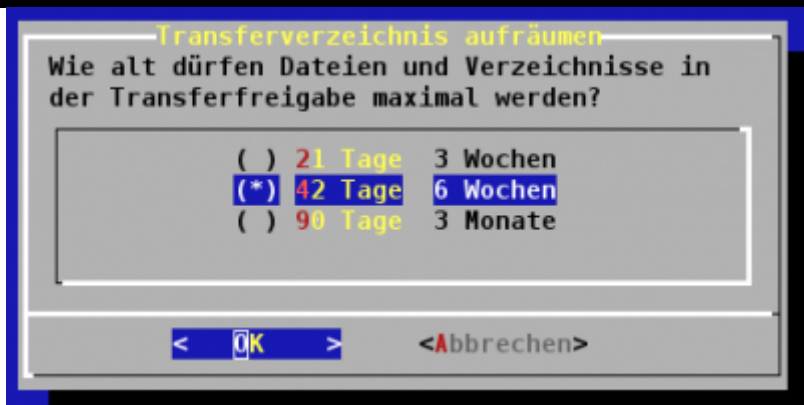 Transferverzeichnis aufräumen
Wie alt dürfen Dateien und Verzeichnisse in
der Transferfreigabe maximal werden?
( ) 21 Tage 3 Wochen
(*) 42 Tage 6 Wochen
( ) 90 Tage 3 Monate
< OK > <Abbrechen>